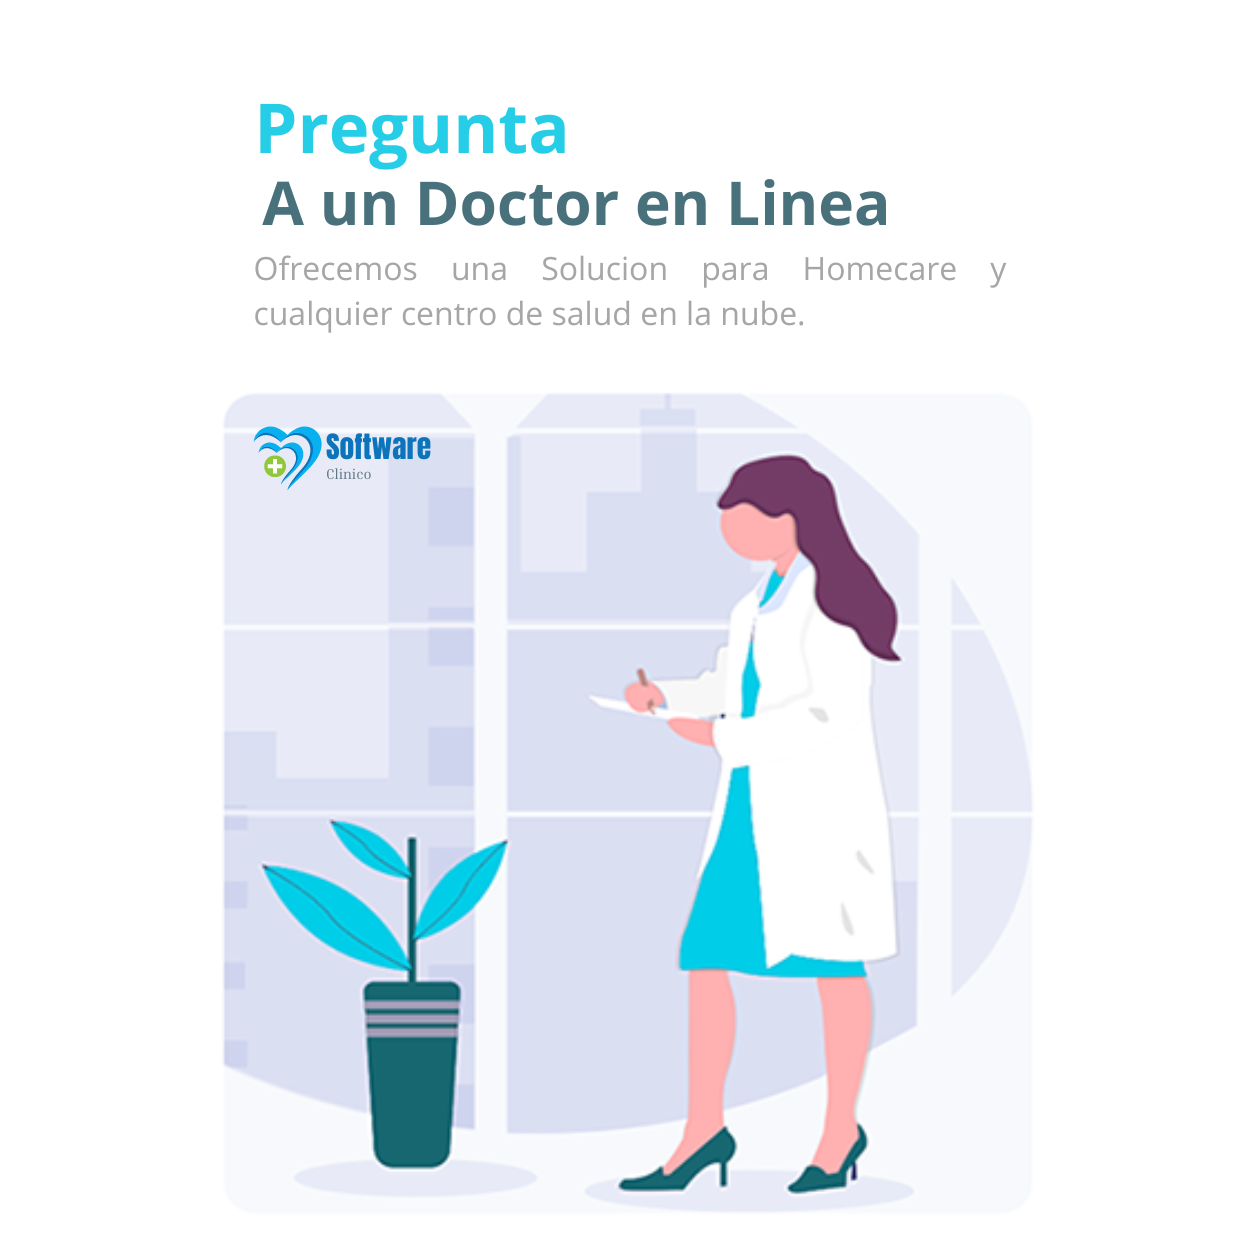 Pregunta
A un Doctor en Linea
Ofrecemos una Solucion para Homecare y
cualquier centro de salud en la nube.
Software
Clinico